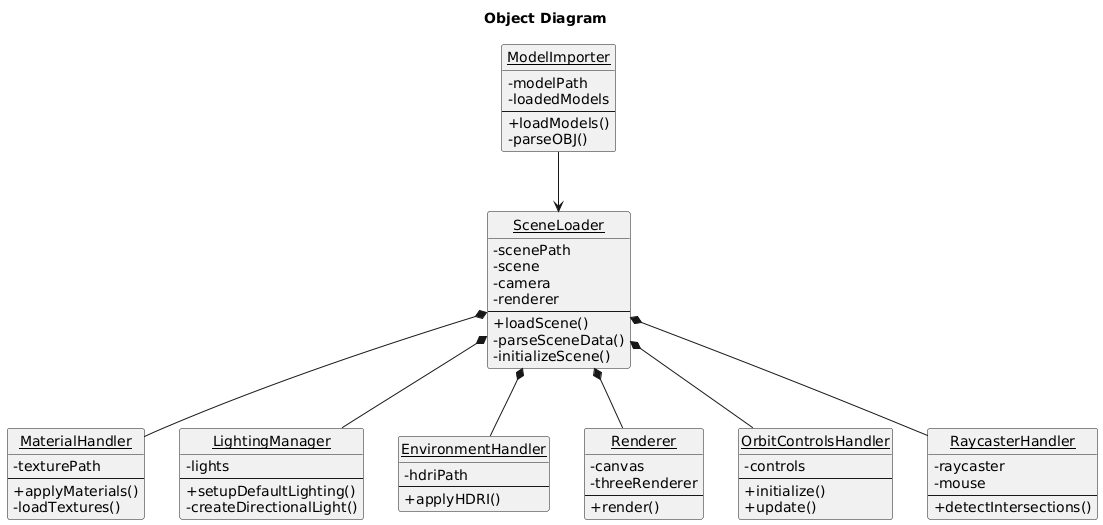 Object Diagram
ModelImporter
-modelPath
-loadedModels
+loadModels()
-parseOBJ()
SceneLoader
-scenePath
-scene
-camera
-renderer
+loadScene()
-parseSceneData()
-initializeScene()
MaterialHandler
-texturePath
+applyMaterials()
-loadTextures()
LightingManager
-lights
+setupDefaultLighting()
-createDirectionalLight()
EnvironmentHandler
-hdriPath
+applyHDRI()
Renderer
-canvas
-threeRenderer
+render()
OrbitControlsHandler
-controls
+initialize()
+update()
RaycasterHandler
-raycaster
-mouse
+detectIntersections()